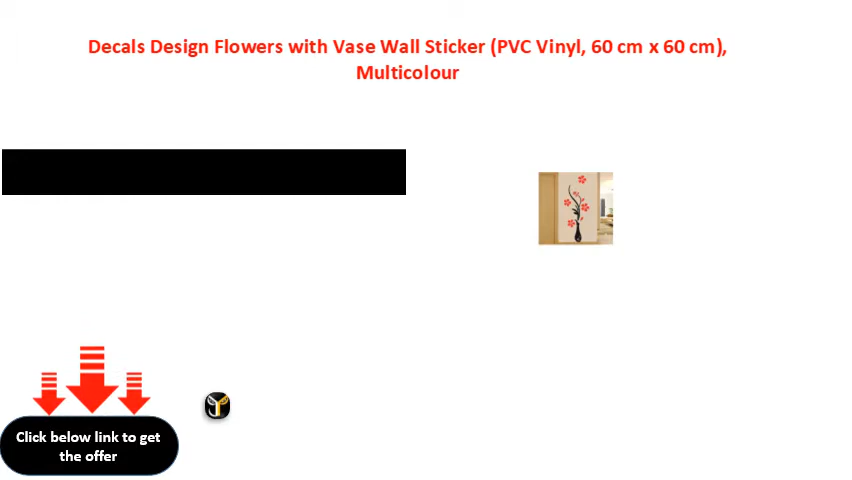 Decals Design Flowers with Vase Wall Sticker (PVC Vinyl, 60 cm x 60 cm),
Multicolour
Click below link to get
the offer